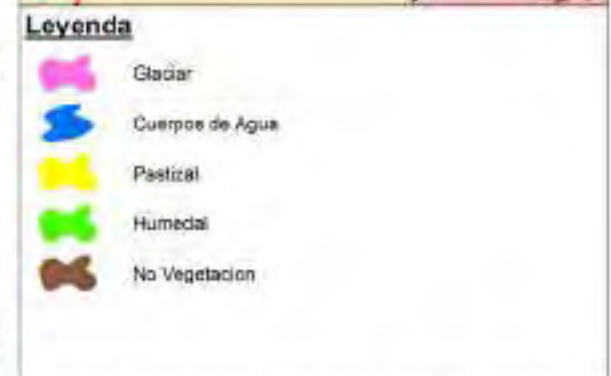 Leyenda
Glaciar
Cuerpos de Agua
Pastizal
Humedal
No Vegetacion